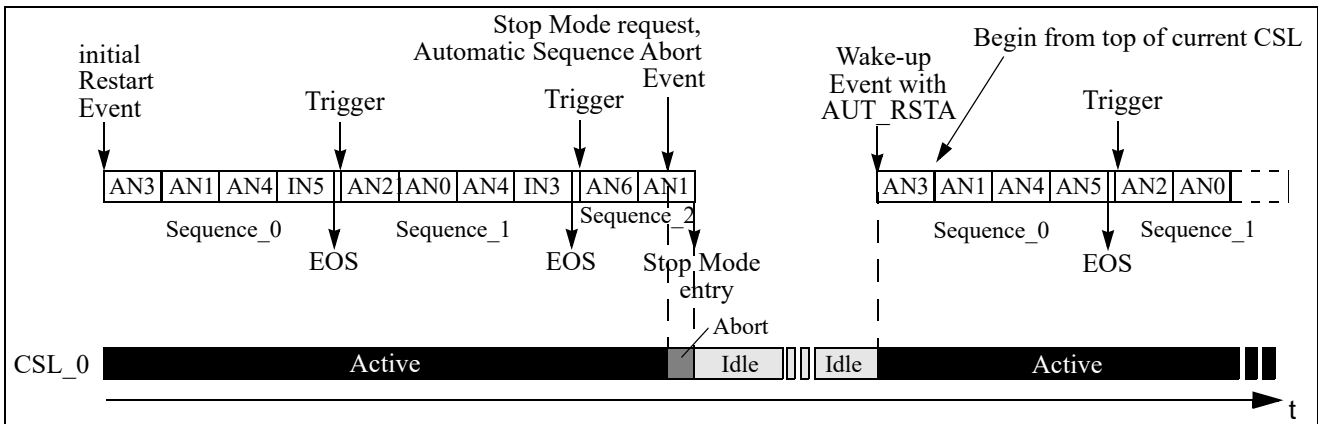 Stop Mode request,
Automatic Sequence Abort
Event
initial
Restart
Event
Trigger
Trigger
Wake-up
Event with
AUT_RSTA
Begin from top of current CSL
Trigger
AN3 AN1 AN4 IN5 AN21 AN0 AN4 IN3 AN6 AN1
AN3 AN1 AN4 AN5 AN2 AN0
Sequence_0
Sequence_1
Sequence_2
Sequence_0
Sequence_1
EOS
EOS
Stop Mode
entry
EOS
Abort
CSL_0
Active
Idle
Idle
Active
t